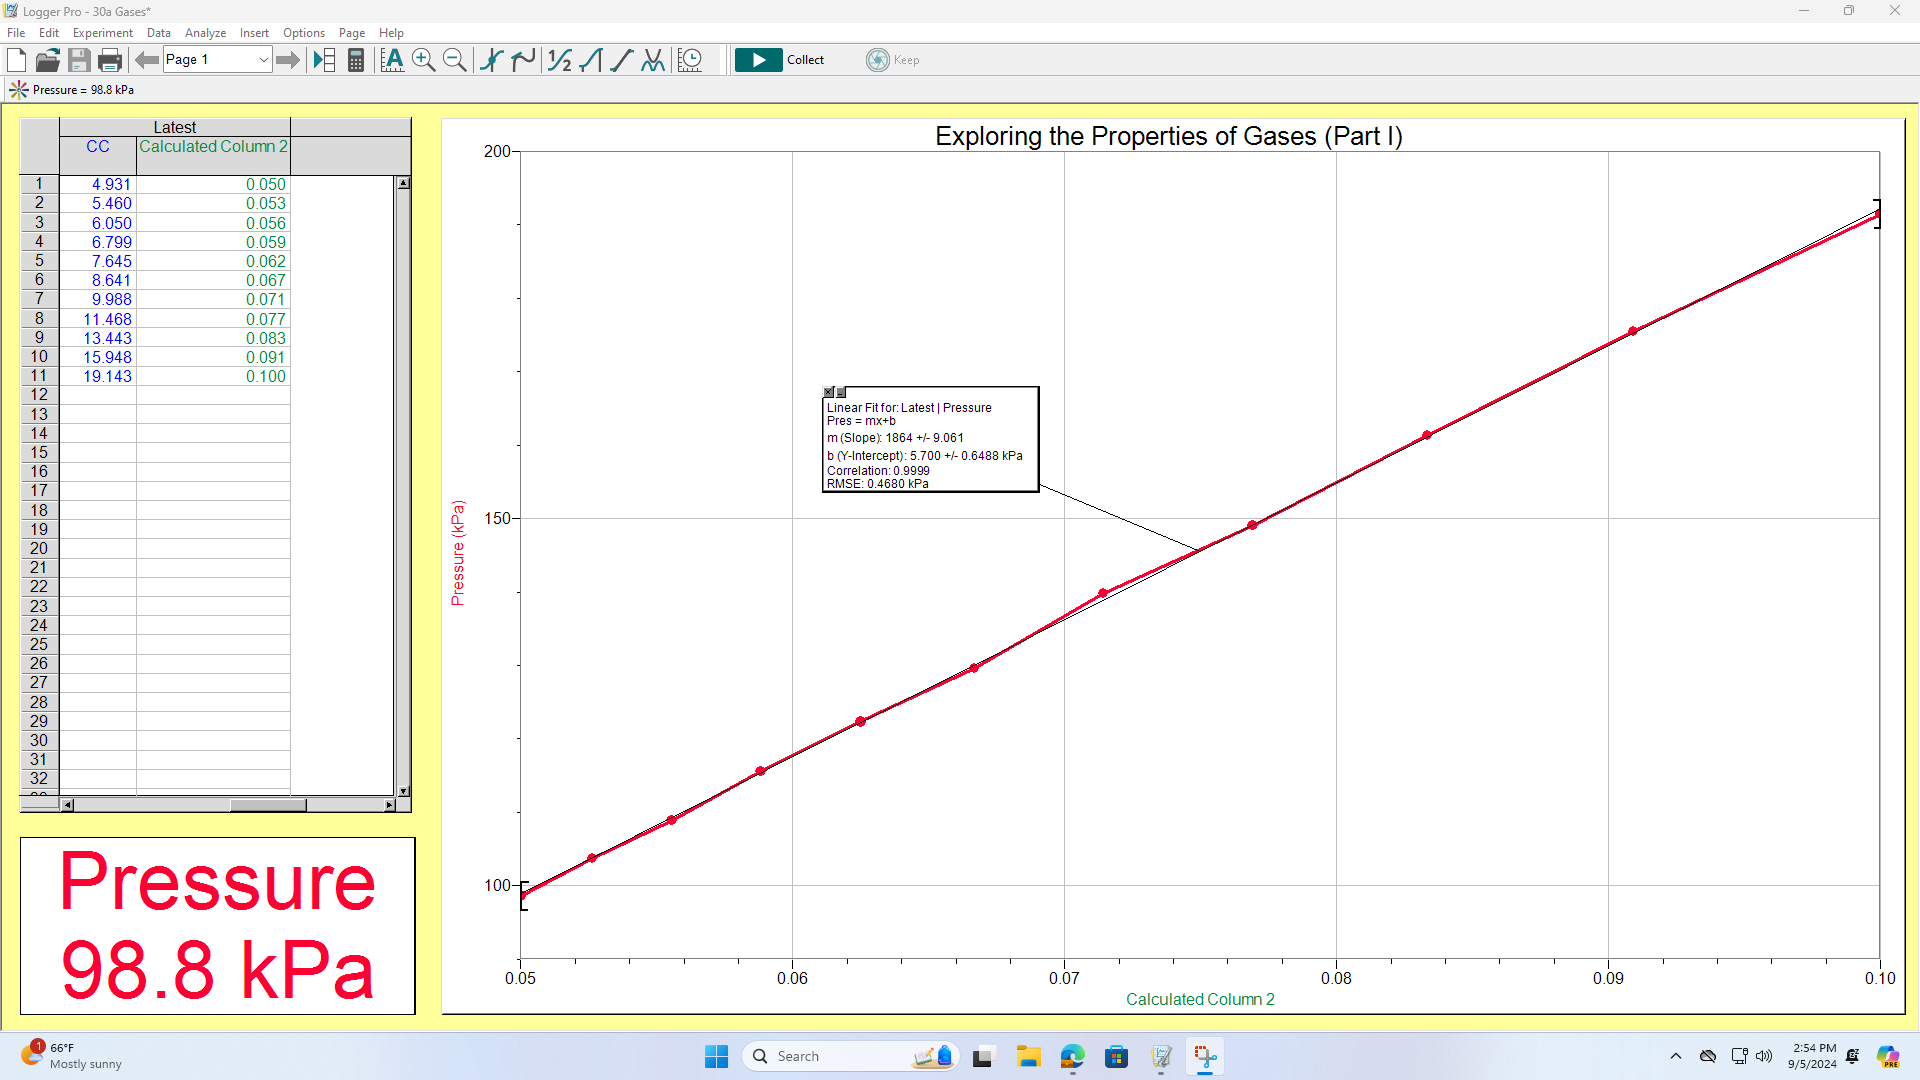 Logger Pro - 30a Gases*
File Edit Experiment Data Analyze Insert Options Page Help
Page 1
Collect
Keep
Pressure = 98.8 kPa
Latest
CC Calculated Column 2
1 4.931 0.050
2 5.460 0.053
3 6.050 0.056
4 6.799 0.059
5 7.645 0.062
6 8.641 0.067
7 9.988 0.071
8 11.468 0.077
9 13.443 0.083
10 15.948 0.091
11 19.143 0.100
12
13
14
15
16
17
18
19
20
21
22
23
24
25
26
27
28
29
30
31
32
Pressure
98.8 kPa
Exploring the Properties of Gases (Part I)
200
150
100
Pressure (kPa)
Linear Fit for: Latest | Pressure
Pres = mx+b
m (Slope): 1864 +/- 9.061
b (Y-Intercept): 5.700 +/- 0.6488 kPa
Correlation: 0.9999
RMSE: 0.4680 kPa
0.05 0.06 0.07 0.08 0.09 0.10
Calculated Column 2
1
66°F
Mostly sunny
Search
PRE
2:54 PM
9/5/2024